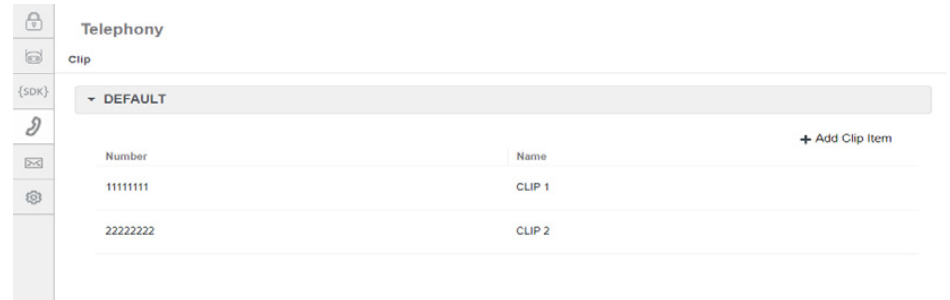 Telephony
Clip
{SDK}
DEFAULT
+ Add Clip Item
Number Name
11111111 CLIP 1
22222222 CLIP 2